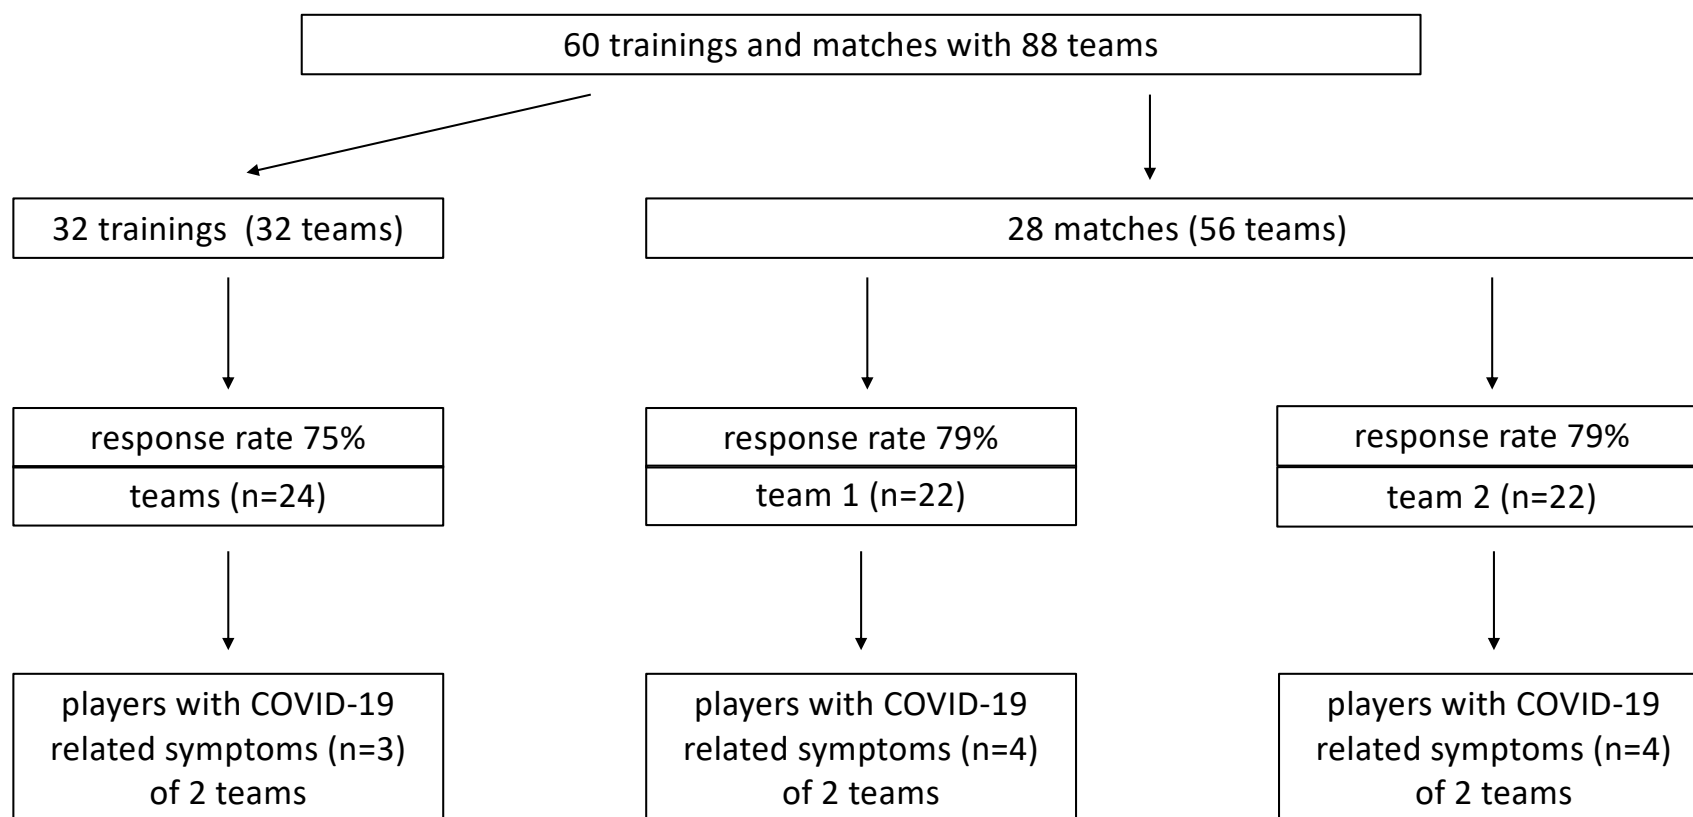 60 trainings and matches with 88 teams
32 trainings  (32 teams)
28 matches (56 teams)
response rate 75%
teams (n=24)
response rate 79%
team 1 (n=22)
response rate 79%
team 2 (n=22)
players with COVID-19
related symptoms (n=3)
of 2 teams
players with COVID-19
related symptoms (n=4)
of 2 teams
players with COVID-19
related symptoms (n=4)
of 2 teams